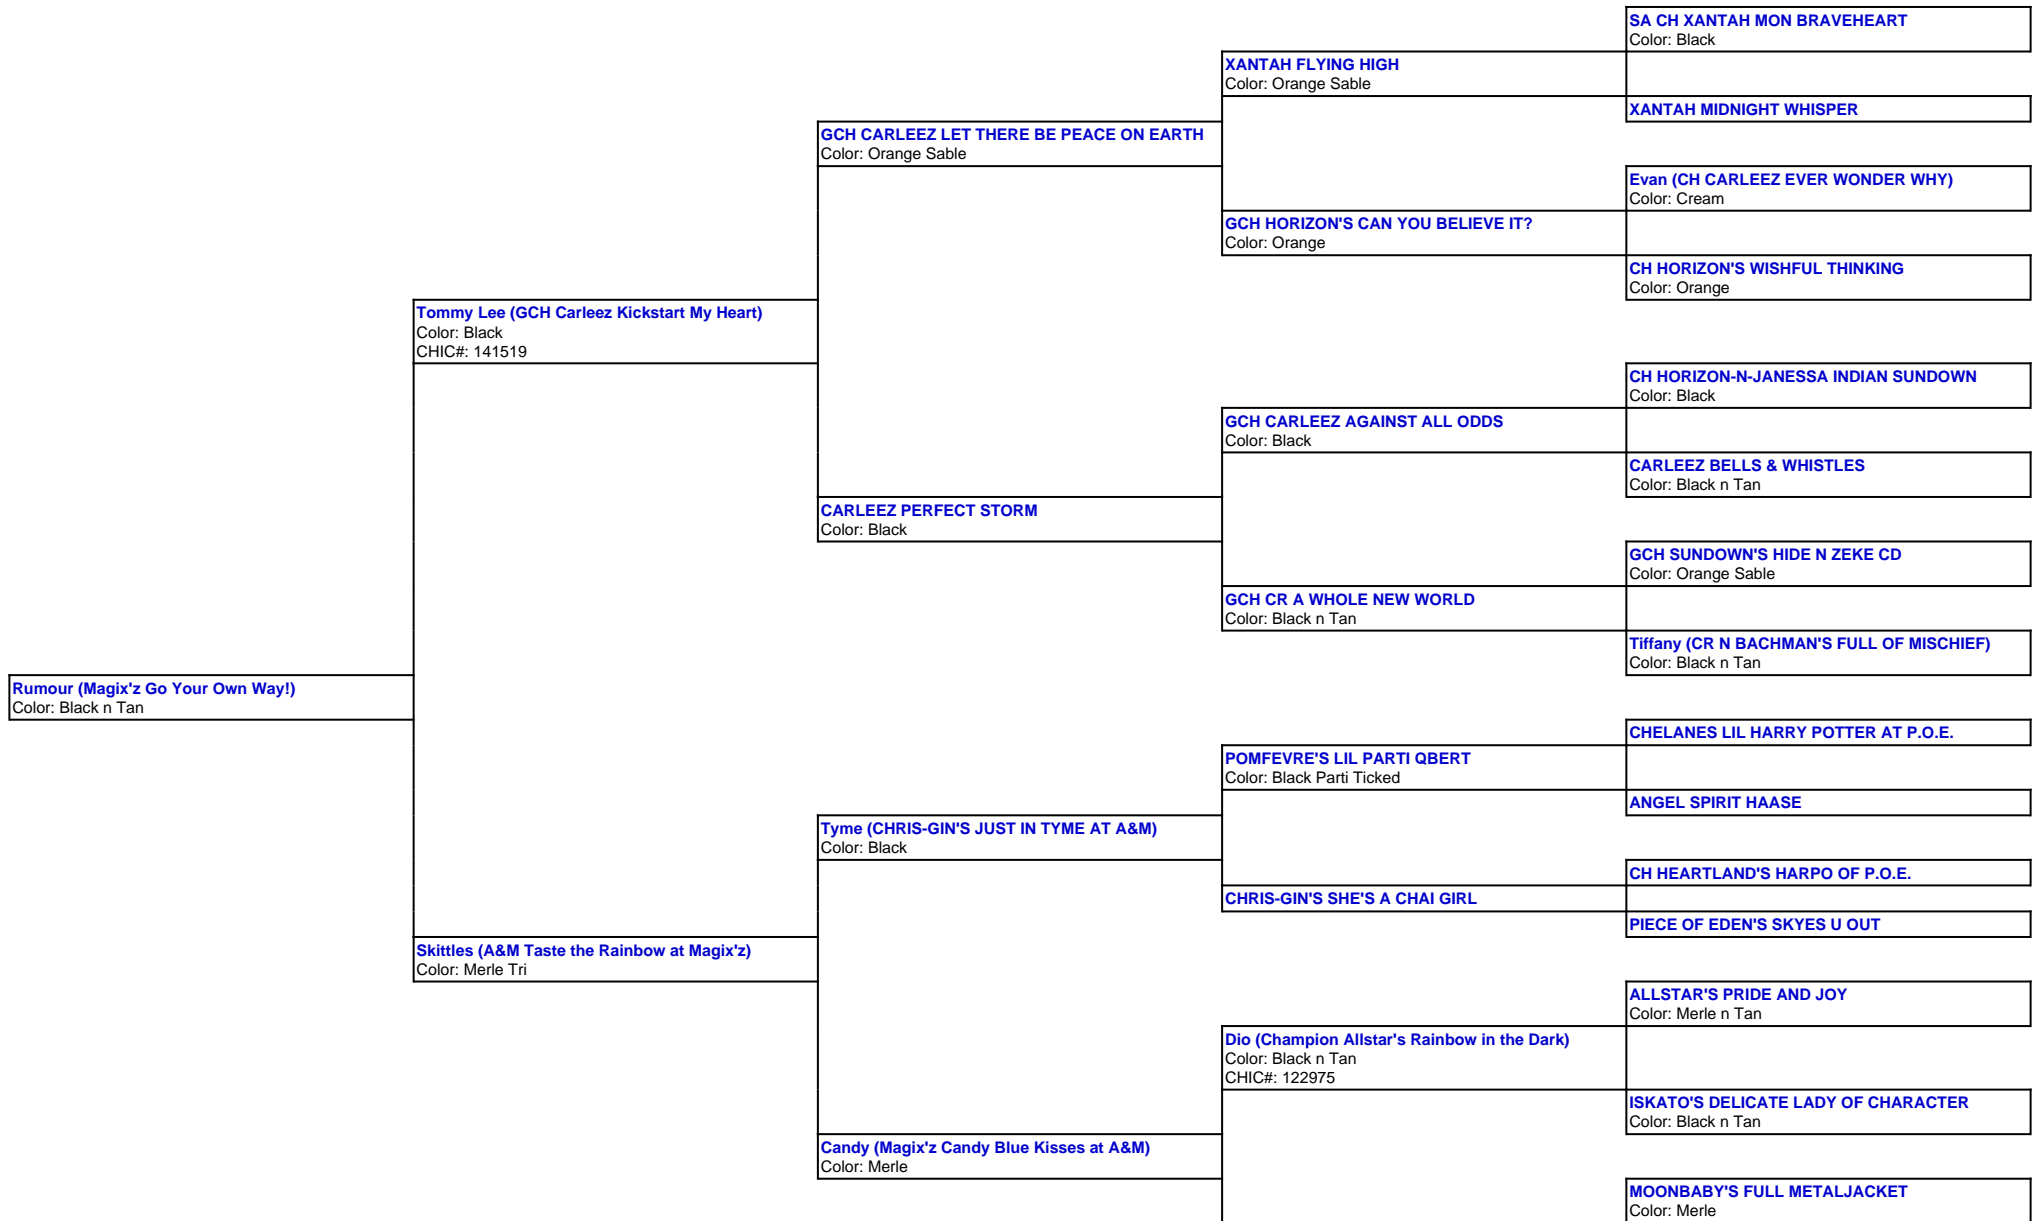 SA CH XANTAH MON BRAVEHEART
Color: Black
XANTAH FLYING HIGH
Color: Orange Sable
XANTAH MIDNIGHT WHISPER
GCH CARLEEZ LET THERE BE PEACE ON EARTH
Color: Orange Sable
Evan (CH CARLEEZ EVER WONDER WHY)
Color: Cream
GCH HORIZON'S CAN YOU BELIEVE IT?
Color: Orange
CH HORIZON'S WISHFUL THINKING
Color: Orange
Tommy Lee (GCH Carleez Kickstart My Heart)
Color: Black
CHIC#: 141519
CH HORIZON-N-JANESSA INDIAN SUNDOWN
Color: Black
GCH CARLEEZ AGAINST ALL ODDS
Color: Black
CARLEEZ BELLS & WHISTLES
Color: Black n Tan
CARLEEZ PERFECT STORM
Color: Black
GCH SUNDOWN'S HIDE N ZEKE CD
Color: Orange Sable
GCH CR A WHOLE NEW WORLD
Color: Black n Tan
Tiffany (CR N BACHMAN'S FULL OF MISCHIEF)
Color: Black n Tan
Rumour (Magix'z Go Your Own Way!)
Color: Black n Tan
CHELANES LIL HARRY POTTER AT P.O.E.
POMFEVRE'S LIL PARTI QBERT
Color: Black Parti Ticked
ANGEL SPIRIT HAASE
Tyme (CHRIS-GIN'S JUST IN TYME AT A&M)
Color: Black
CH HEARTLAND'S HARPO OF P.O.E.
CHRIS-GIN'S SHE'S A CHAI GIRL
PIECE OF EDEN'S SKYES U OUT
Skittles (A&M Taste the Rainbow at Magix'z)
Color: Merle Tri
ALLSTAR'S PRIDE AND JOY
Color: Merle n Tan
Dio (Champion Allstar's Rainbow in the Dark)
Color: Black n Tan
CHIC#: 122975
ISKATO'S DELICATE LADY OF CHARACTER
Color: Black n Tan
Candy (Magix'z Candy Blue Kisses at A&M)
Color: Merle
MOONBABY'S FULL METALJACKET
Color: Merle